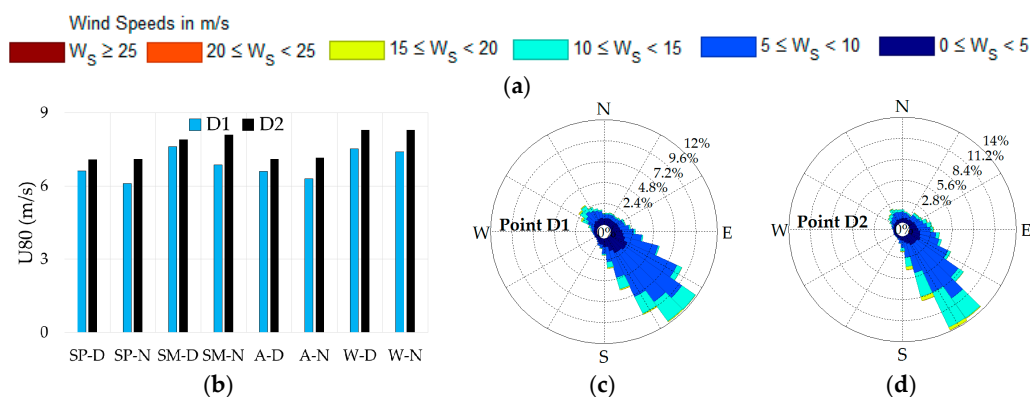 Wind Speeds in m/s
W_S ≥ 25 20 ≤ W_S < 25 15 ≤ W_S < 20 10 ≤ W_S < 15 5 ≤ W_S < 10 0 ≤ W_S < 5
(a)
9
6
3
0
U80 (m/s)
D1 D2
SP-D SP-N SM-D SM-N A-D A-N W-D W-N
(b)
N
12%
9.6%
7.2%
4.8%
2.4%
0%
W
Point D1
E
S
(c)
N
14%
11.2%
8.4%
5.6%
2.8%
0%
W
Point D2
E
S
(d)